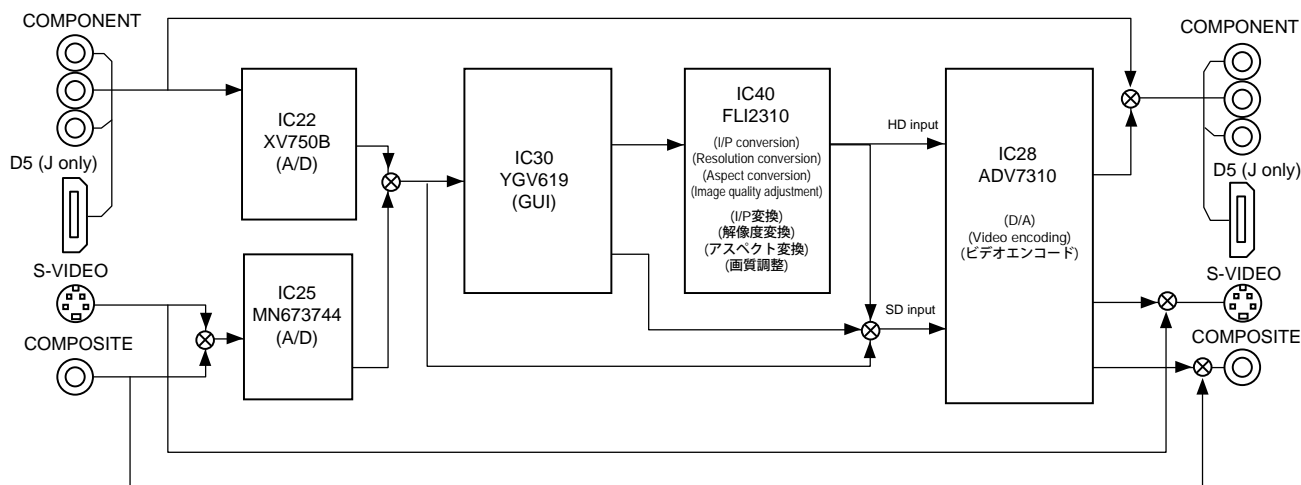 COMPONENT
D5 (J only)
S-VIDEO
COMPOSITE
IC22
XV750B
(A/D)
IC25
MN673744
(A/D)
IC30
YGV619
(GUI)
IC40
FLI2310
(I/P conversion)
(Resolution conversion)
(Aspect conversion)
(Image quality adjustment)
(I/P変換)
(解像度変換)
(アスペクト変換)
(画質調整)
HD input
SD input
IC28
ADV7310
(D/A)
(Video encoding)
(ビデオエンコード)
COMPONENT
D5 (J only)
S-VIDEO
COMPOSITE